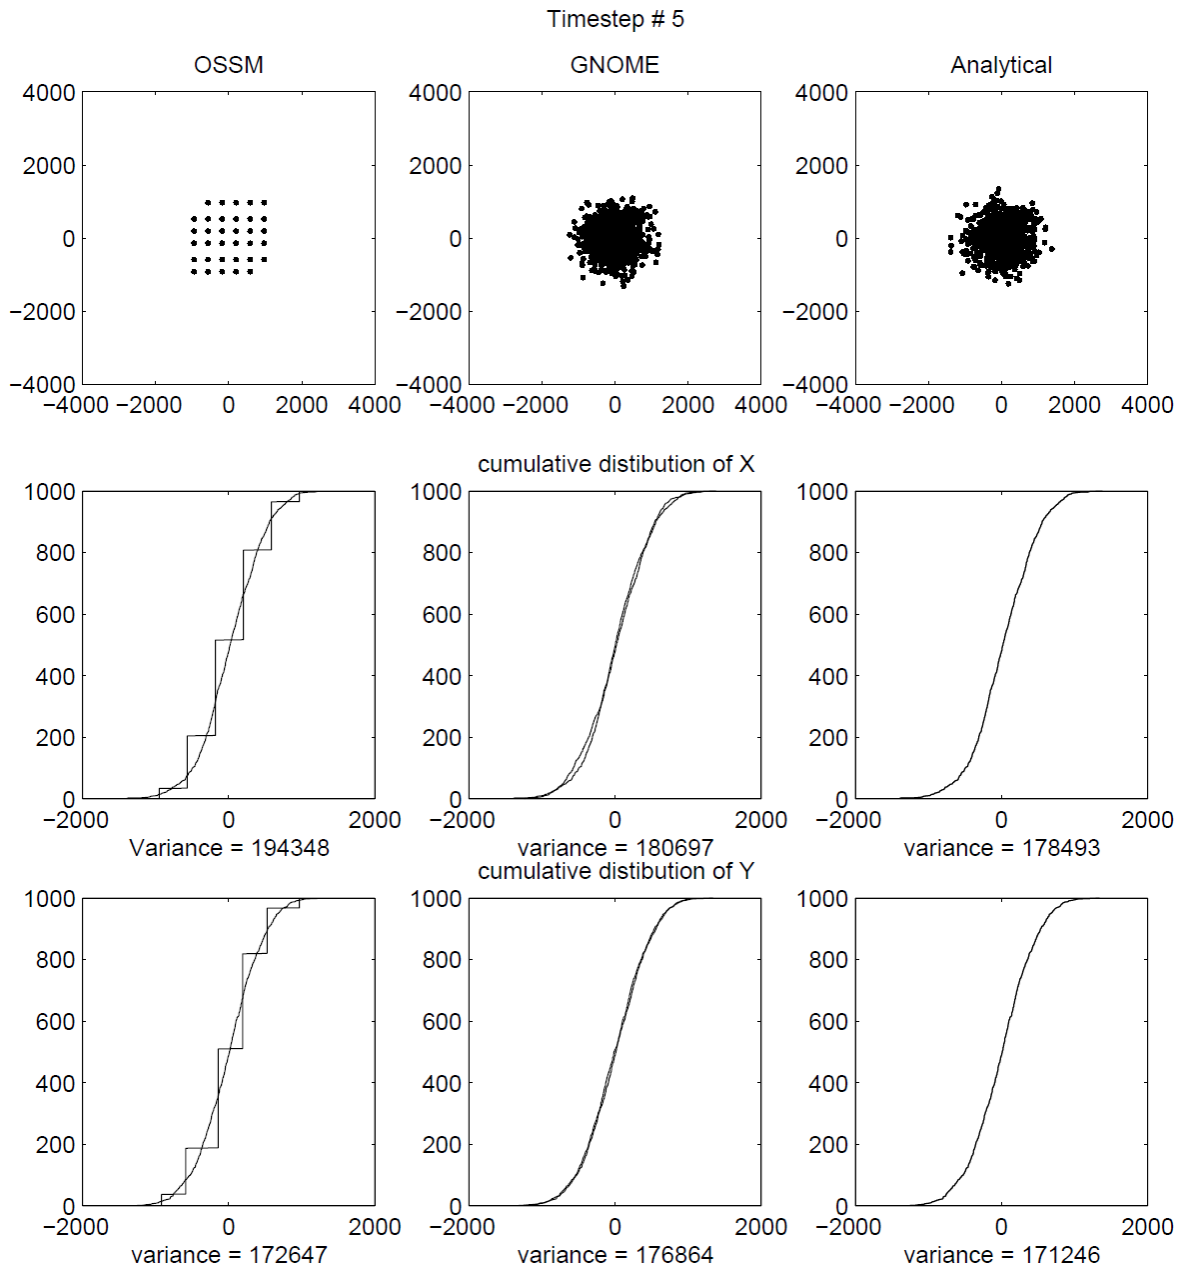 Timestep # 5
OSSM GNOME Analytical
4000 4000 4000
2000 2000 2000
0 0 0
−2000 −2000 −2000
−4000 −4000 −4000
−4000 −2000 0 2000 4000 −4000 −2000 0 2000 4000 −4000 −2000 0 2000 4000
cumulative distibution of X
1000 1000 1000
800 800 800
600 600 600
400 400 400
200 200 200
0 0 0
−2000 0 2000 −2000 0 2000 −2000 0 2000
Variance = 194348 variance = 180697 variance = 178493
cumulative distibution of Y
1000 1000 1000
800 800 800
600 600 600
400 400 400
200 200 200
0 0 0
−2000 0 2000 −2000 0 2000 −2000 0 2000
variance = 172647 variance = 176864 variance = 171246